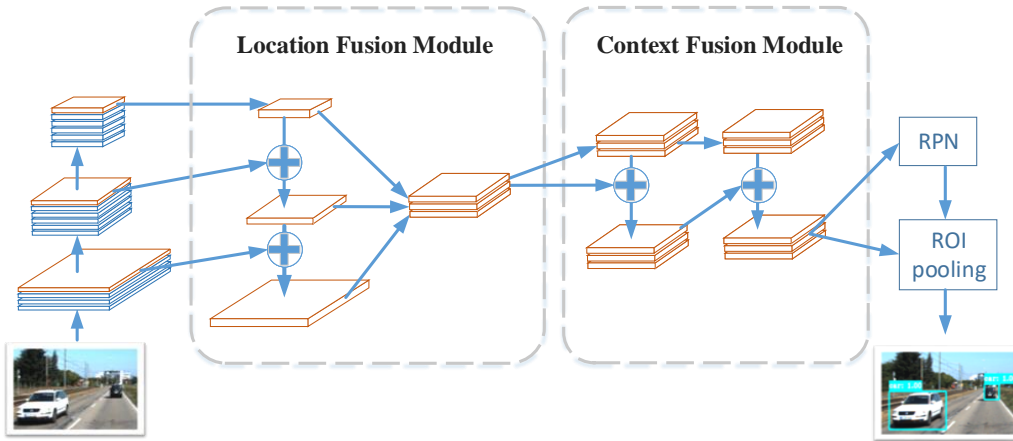 Location Fusion Module
Context Fusion Module
RPN
ROI
pooling